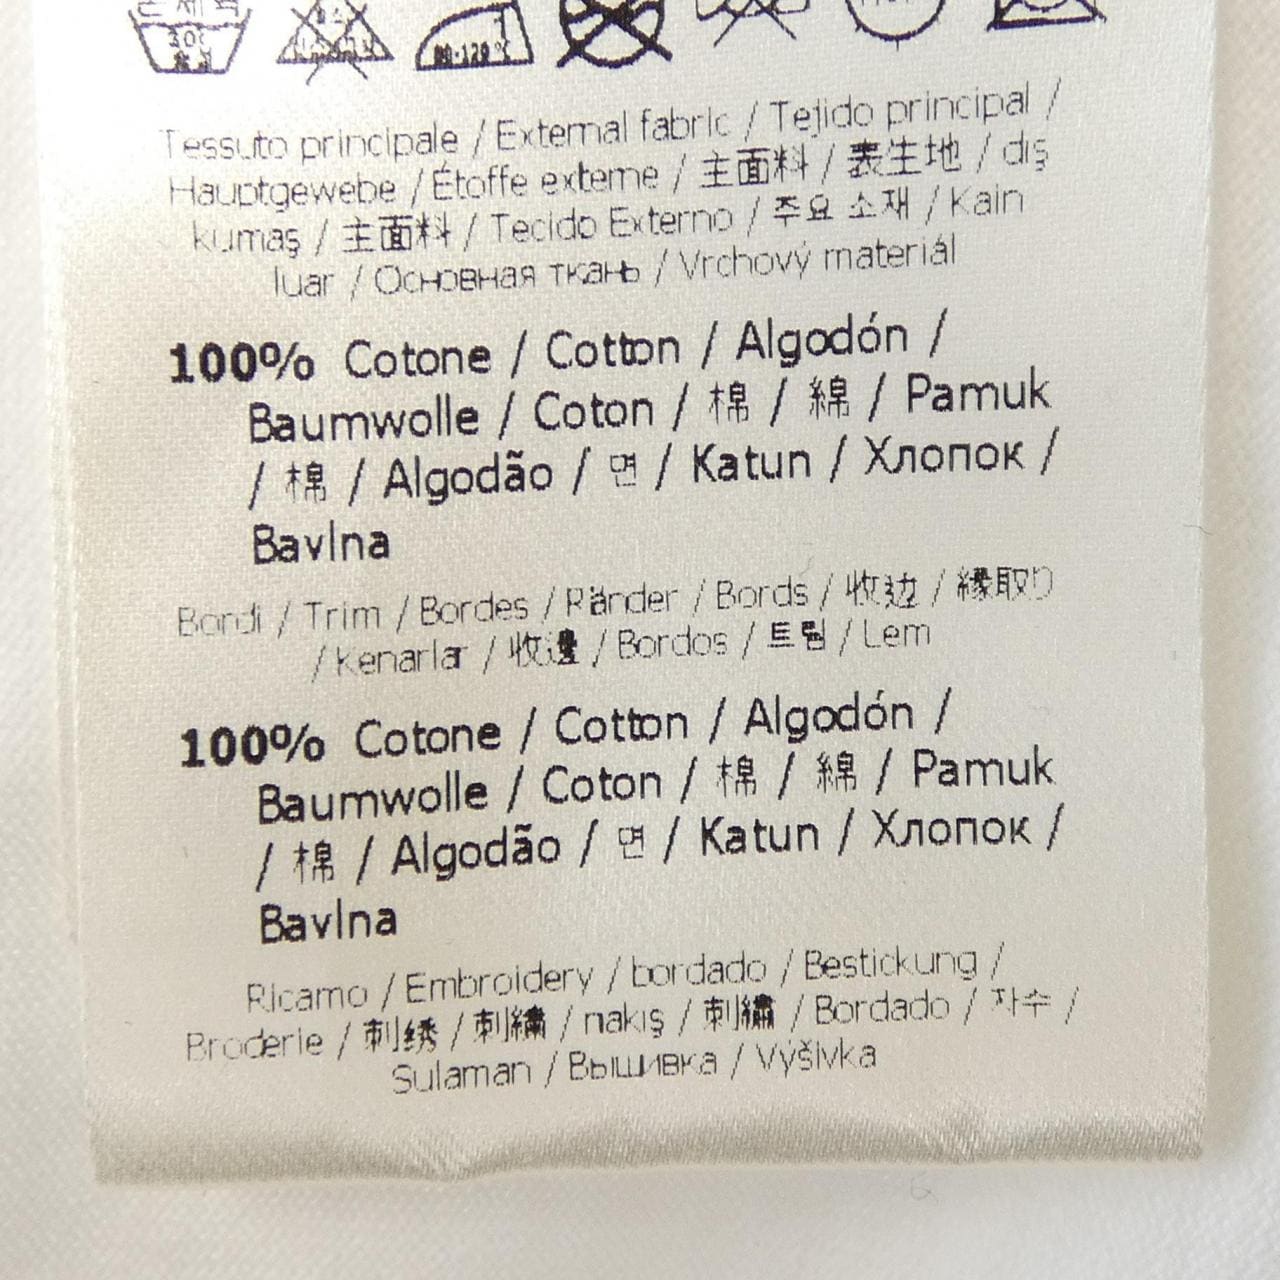 80-120°C
Tessuto principale / External fabric / Tejido principal /
Hauptgewebe / Étoffe externe / 主面料 / 表生地 / dış
kumaş / 主面料 / Tecido Externo / 주요 소재 / Kain
luar / Основная ткань / Vrchový materiál
100% Cotone / Cotton / Algodón /
Baumwolle / Coton / 棉 / 綿 / Pamuk
/ 棉 / Algodão / 면 / Katun / Хлопок /
Bavlna
Bordi / Trim / Bordes / Ränder / Bords / 收边 / 縁取り
/ Kenarlar / 收邊 / Bordos / 트림 / Lem
100% Cotone / Cotton / Algodón /
Baumwolle / Coton / 棉 / 綿 / Pamuk
/ 棉 / Algodão / 면 / Katun / Хлопок /
Bavlna
Ricamo / Embroidery / bordado / Bestickung /
Broderie / 刺绣 / 刺繍 / nakış / 刺繡 / Bordado / 자수 /
Sulaman / Вышивка / Výšivka